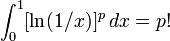 ∫₀¹ [ln(1/x)]ᵖ dx = p!